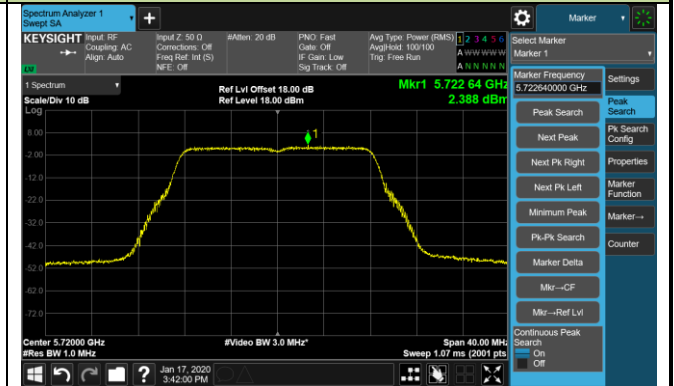 Spectrum Analyzer 1
Swept SA
+
Marker
KEYSIGHT
Input: RF
Coupling: AC
Align: Auto
Input Z: 50 Ω
Corrections: Off
Freq Ref: Int (S)
NFE: Off
#Atten: 20 dB
PNO: Fast
Gate: Off
IF Gain: Low
Sig Track: Off
Avg Type: Power (RMS)
Avg|Hold: 100/100
Trig: Free Run
1 2 3 4 5 6
A W W W W W
A N N N N N
LXI
Select Marker
Marker 1
1 Spectrum
Scale/Div 10 dB
Log
Ref Lvl Offset 18.00 dB
Ref Level 18.00 dBm
Mkr1 5.722 64 GHz
2.388 dBm
Marker Frequency
5.722640000 GHz
Settings
Peak Search
Peak
Search
Next Peak
Pk Search
Config
Next Pk Right
Properties
Next Pk Left
Marker
Function
Minimum Peak
Marker→
Pk-Pk Search
Counter
Marker Delta
Mkr→CF
Mkr→Ref Lvl
Continuous Peak
Search
On
Off
1
8.00
-2.00
-12.0
-22.0
-32.0
-42.0
-52.0
-62.0
-72.0
Center 5.72000 GHz
#Res BW 1.0 MHz
#Video BW 3.0 MHz*
Span 40.00 MHz
Sweep 1.07 ms (2001 pts)
?
Jan 17, 2020
3:42:00 PM